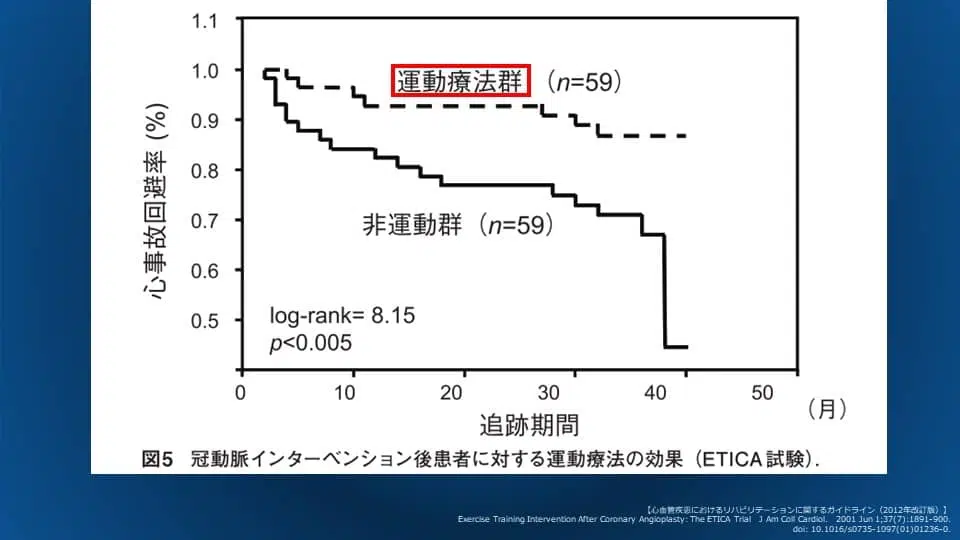 1.1
1.0
0.9
0.8
0.7
0.6
0.5
心事故回避率 (%)
運動療法群（n=59）
非運動群（n=59）
log-rank= 8.15
p<0.005
0 10 20 30 40 50
（月）
追跡期間
図5 冠動脈インターベンション後患者に対する運動療法の効果（ETICA試験）.
【心血管疾患におけるリハビリテーションに関するガイドライン（2012年改訂版）】
Exercise Training Intervention After Coronary Angioplasty: The ETICA Trial J Am Coll Cardiol. 2001 Jun 1;37(7):1891-900.
doi: 10.1016/s0735-1097(01)01236-0.